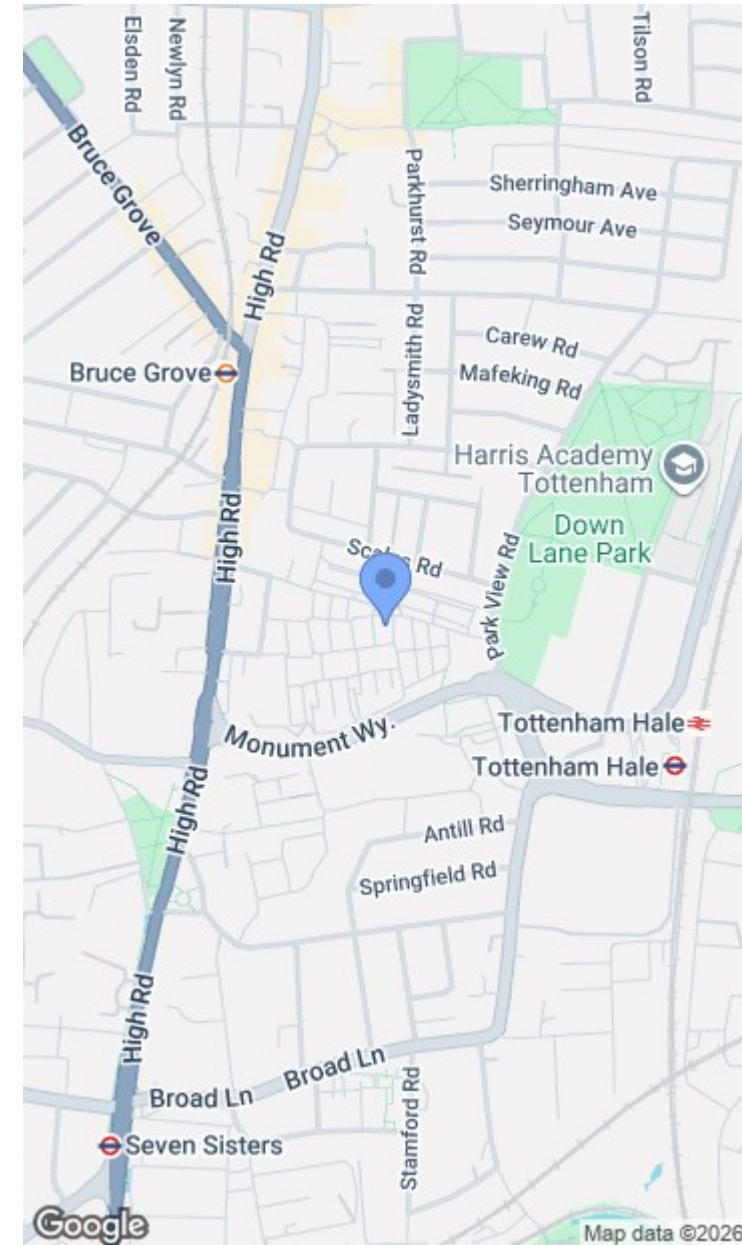 Elsden Rd
Newlyn Rd
Tilson Rd
Bruce Grove
High Rd
Parkhurst Rd
Sherringham Ave
Seymour Ave
Ladysmith Rd
Carew Rd
Mafeking Rd
Bruce Grove
Harris Academy
Tottenham
Down
Lane Park
High Rd
Rd
Park View Rd
Monument Wy.
Tottenham Hale
Tottenham Hale
High Rd
Antill Rd
Springfield Rd
High Rd
Broad Ln
Broad Ln
Stamford Rd
Seven Sisters
Google
Map data ©2026